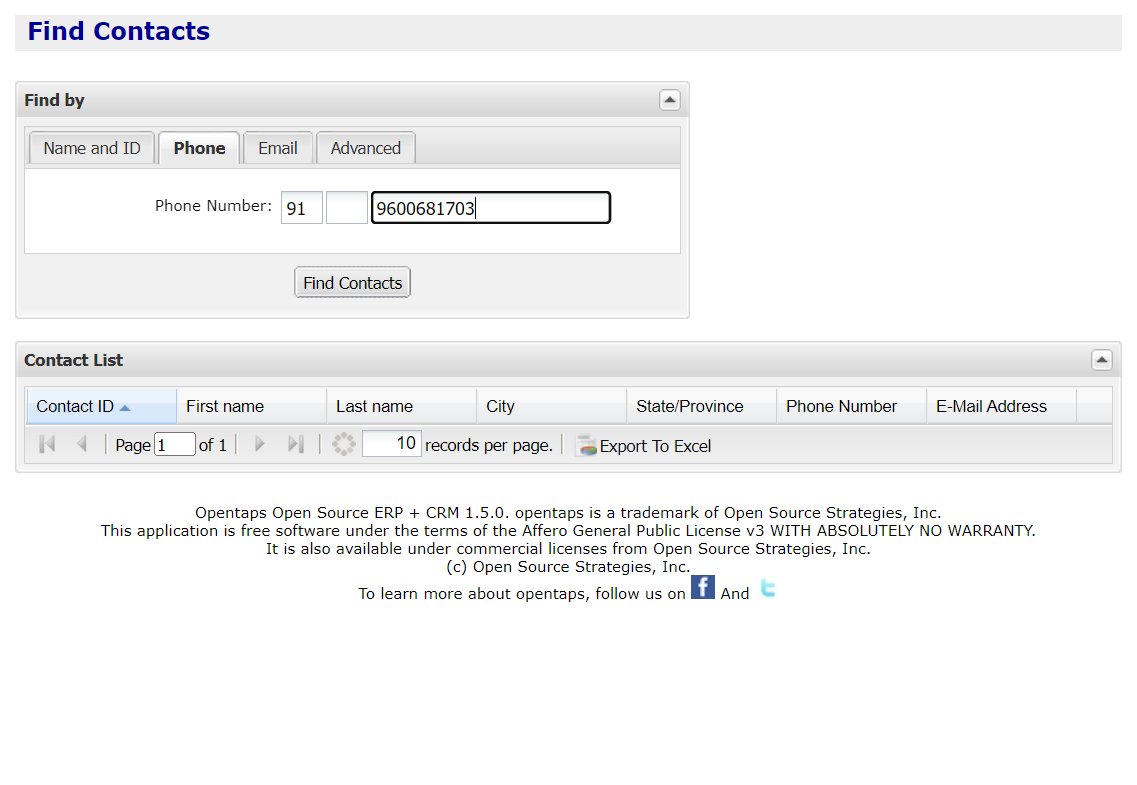 Find Contacts
Find by
Name and ID Phone Email Advanced
Phone Number: 91 9600681703
Find Contacts
Contact List
Contact ID First name Last name City State/Province Phone Number E-Mail Address
Page 1 of 1 10 records per page. Export To Excel
Opentaps Open Source ERP + CRM 1.5.0. opentaps is a trademark of Open Source Strategies, Inc.
This application is free software under the terms of the Affero General Public License v3 WITH ABSOLUTELY NO WARRANTY.
It is also available under commercial licenses from Open Source Strategies, Inc.
(c) Open Source Strategies, Inc.
To learn more about opentaps, follow us on f And t